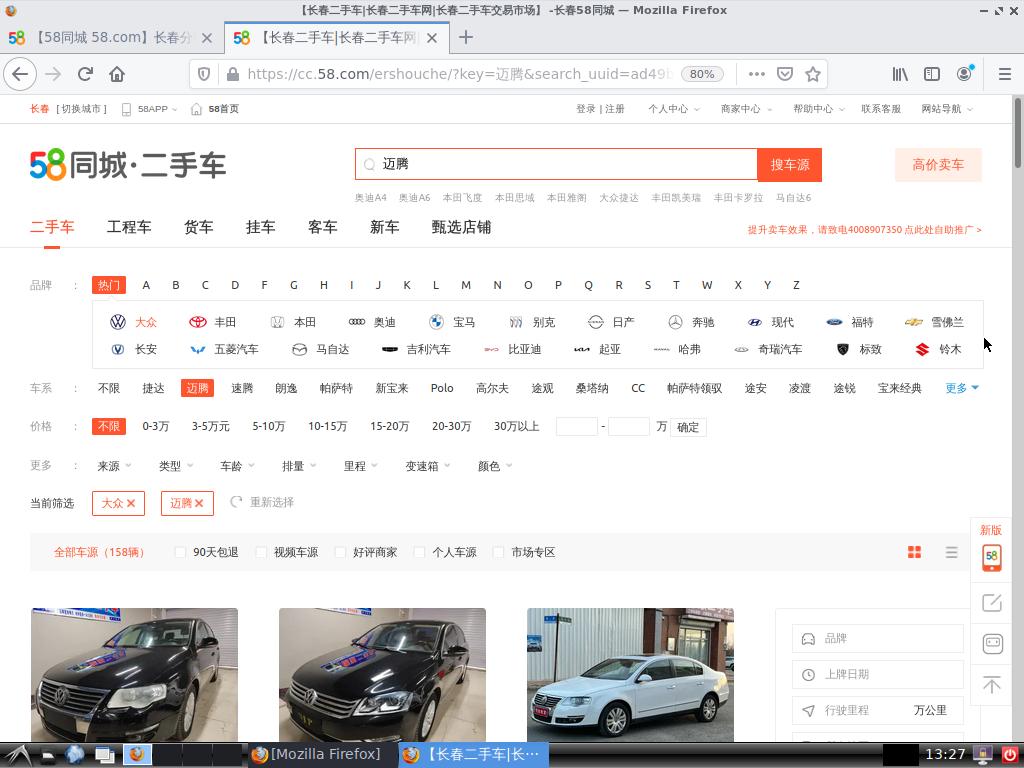 【长春二手车|长春二手车网|长春二手车交易市场】 -长春58同城 — Mozilla Firefox
58 【58同城 58.com】长春分
58 【长春二手车|长春二手车网|
https://cc.58.com/ershouche/?key=迈腾&search_uuid=ad49b 80%
长春 [ 切换城市 ] 58APP 58首页 登录 | 注册 个人中心 商家中心 帮助中心 联系客服 网站导航
58同城·二手车 迈腾 搜车源 高价卖车
奥迪A4 奥迪A6 本田飞度 本田思域 本田雅阁 大众捷达 丰田凯美瑞 丰田卡罗拉 马自达6
二手车 工程车 货车 挂车 客车 新车 甄选店铺 提升卖车效果，请致电4008907350 点此处自助推广 >
品牌 : 热门 A B C D F G H I J K L M N O P Q R S T W X Y Z
大众 丰田 本田 奥迪 宝马 别克 日产 奔驰 现代 福特 雪佛兰
长安 五菱汽车 马自达 吉利汽车 比亚迪 起亚 哈弗 奇瑞汽车 标致 铃木
车系 : 不限 捷达 迈腾 速腾 朗逸 帕萨特 新宝来 Polo 高尔夫 途观 桑塔纳 CC 帕萨特领驭 途安 凌渡 途锐 宝来经典 更多
价格 : 不限 0-3万 3-5万元 5-10万 10-15万 15-20万 20-30万 30万以上 - 万 确定
更多 : 来源 类型 车龄 排量 里程 变速箱 颜色
当前筛选 大众 迈腾 重新选择
全部车源（158辆） 90天包退 视频车源 好评商家 个人车源 市场专区
新版
58
品牌
上牌日期
行驶里程 万公里
[Mozilla Firefox] 【长春二手车|长··· 13:27